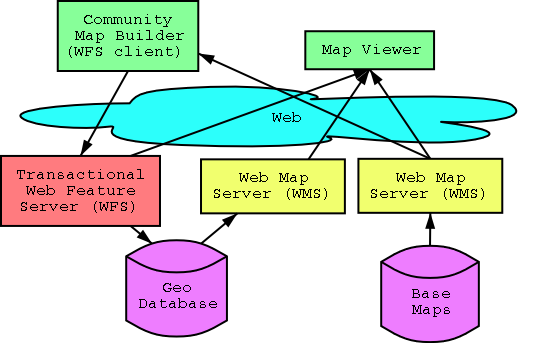 Community
Map Builder
(WFS client)
Map Viewer
Web
Transactional
Web Feature
Server (WFS)
Web Map
Server (WMS)
Web Map
Server (WMS)
Geo
Database
Base
Maps